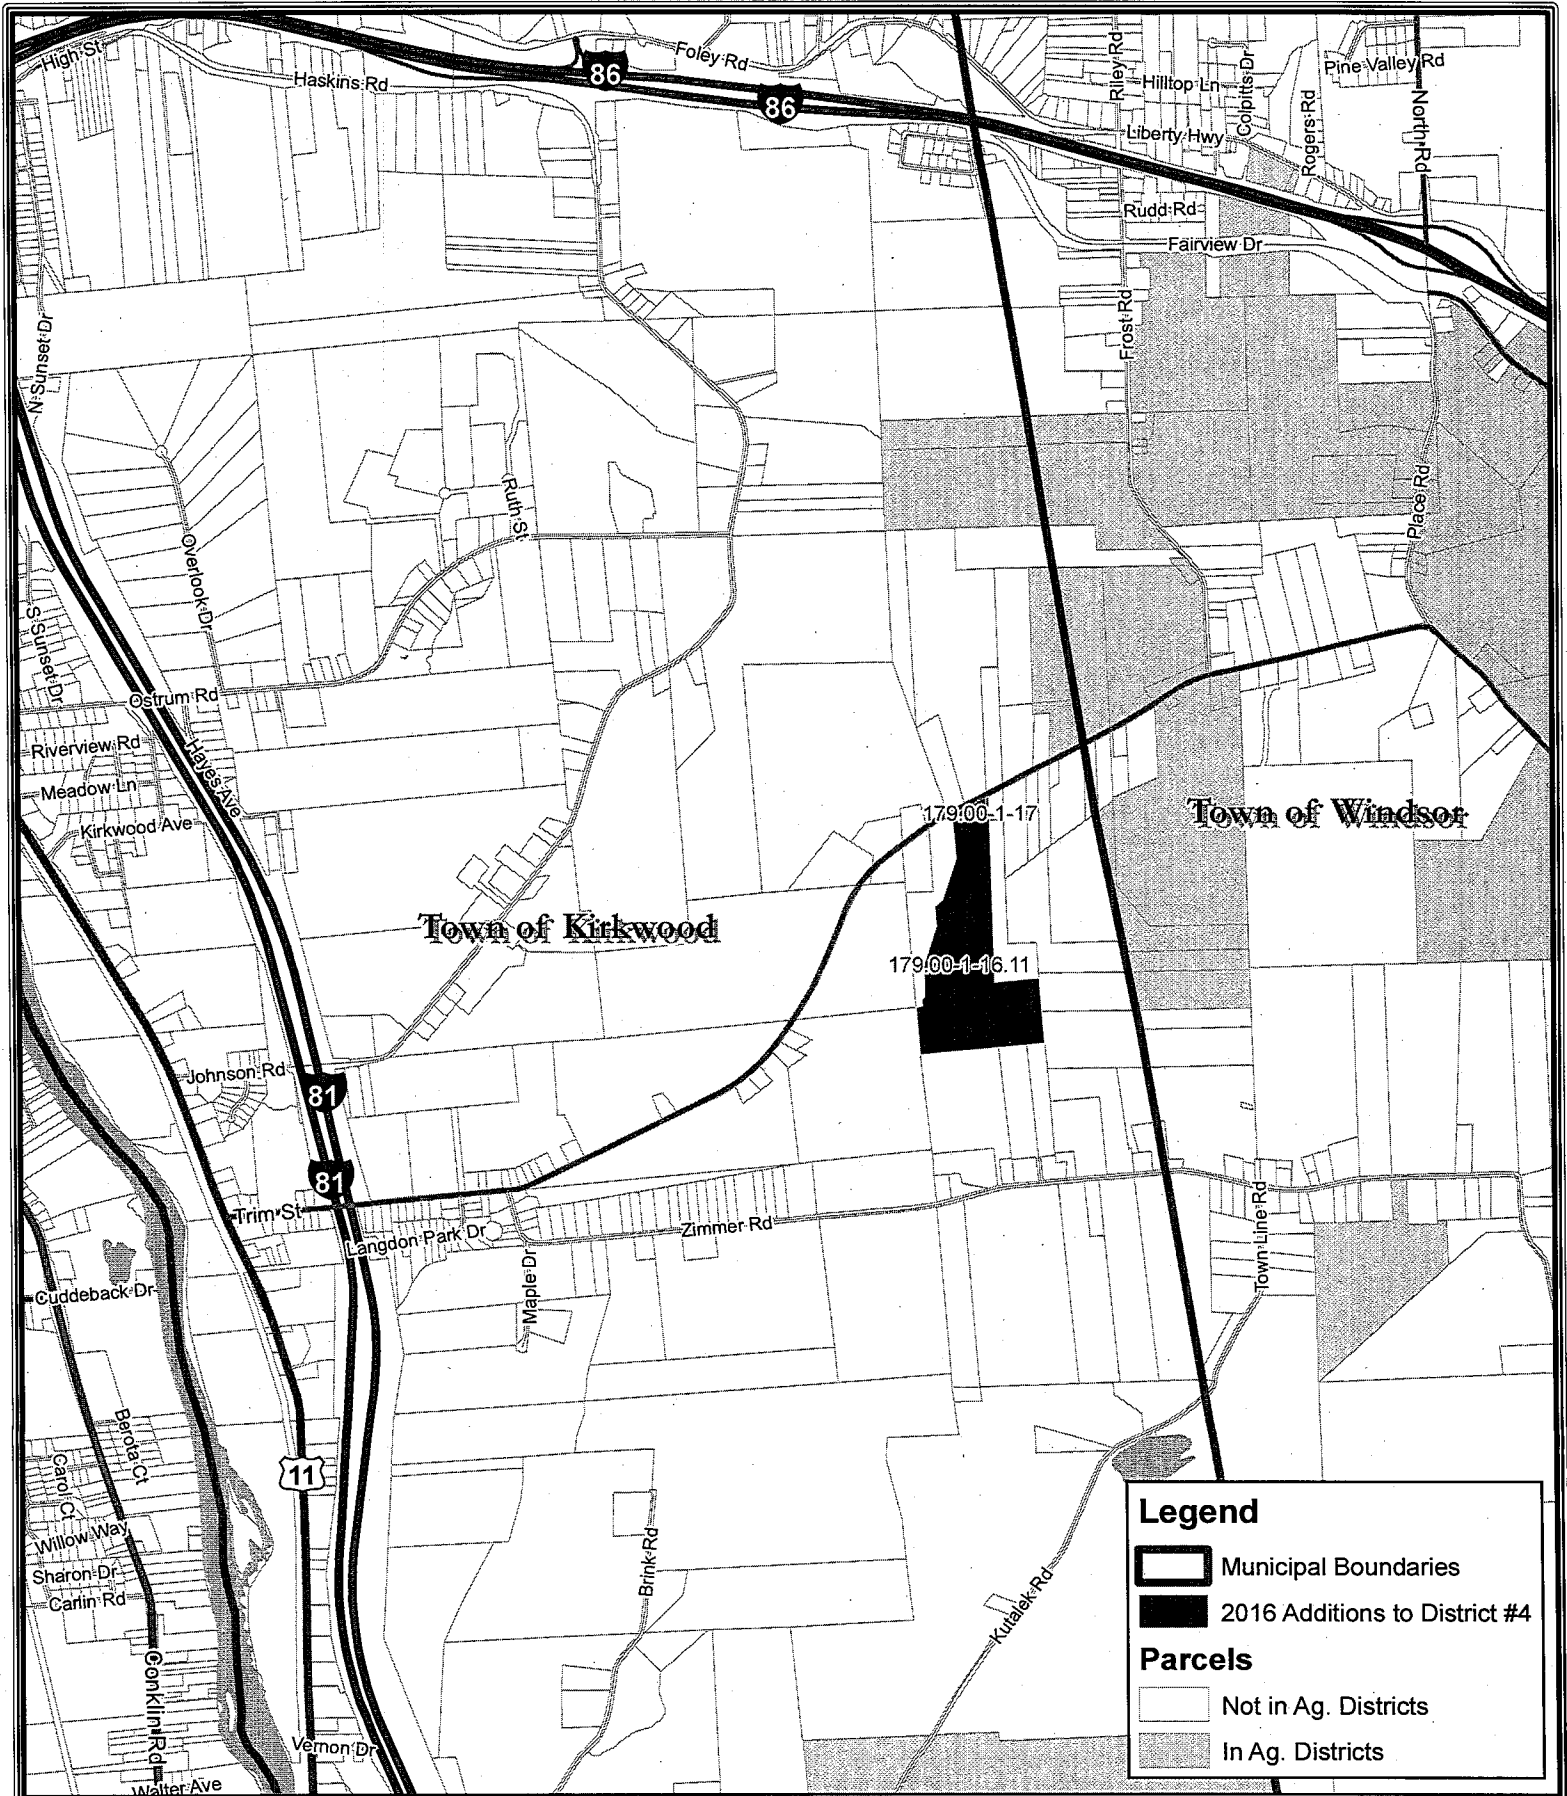 High St
Haskins Rd
86
Foley Rd
86
Riley Rd
Hilltop Ln
Colpitts Dr
Pine Valley Rd
Rogers Rd
North Rd
Liberty Hwy
Rudd Rd
Fairview Dr
N Sunset Dr
Frost Rd
Place Rd
Ruth St
Overlook Dr
S Sunset Dr
Ostrum Rd
Riverview Rd
Hayes Ave
Meadow Ln
Kirkwood Ave
179.00-1-17
Town of Windsor
Town of Kirkwood
179.00-1-16.11
Johnson Rd
81
81
Trim St
Langdon Park Dr
Zimmer Rd
Maple Dr
Town Line Rd
Cuddeback Dr
Berota Ct
Carol Ct
11
Willow Way
Sharon Dr
Carlin Rd
Brink Rd
Kutalek Rd
Conklin Rd
Vernon Dr
Walter Ave
Legend
Municipal Boundaries
2016 Additions to District #4
Parcels
Not in Ag. Districts
In Ag. Districts